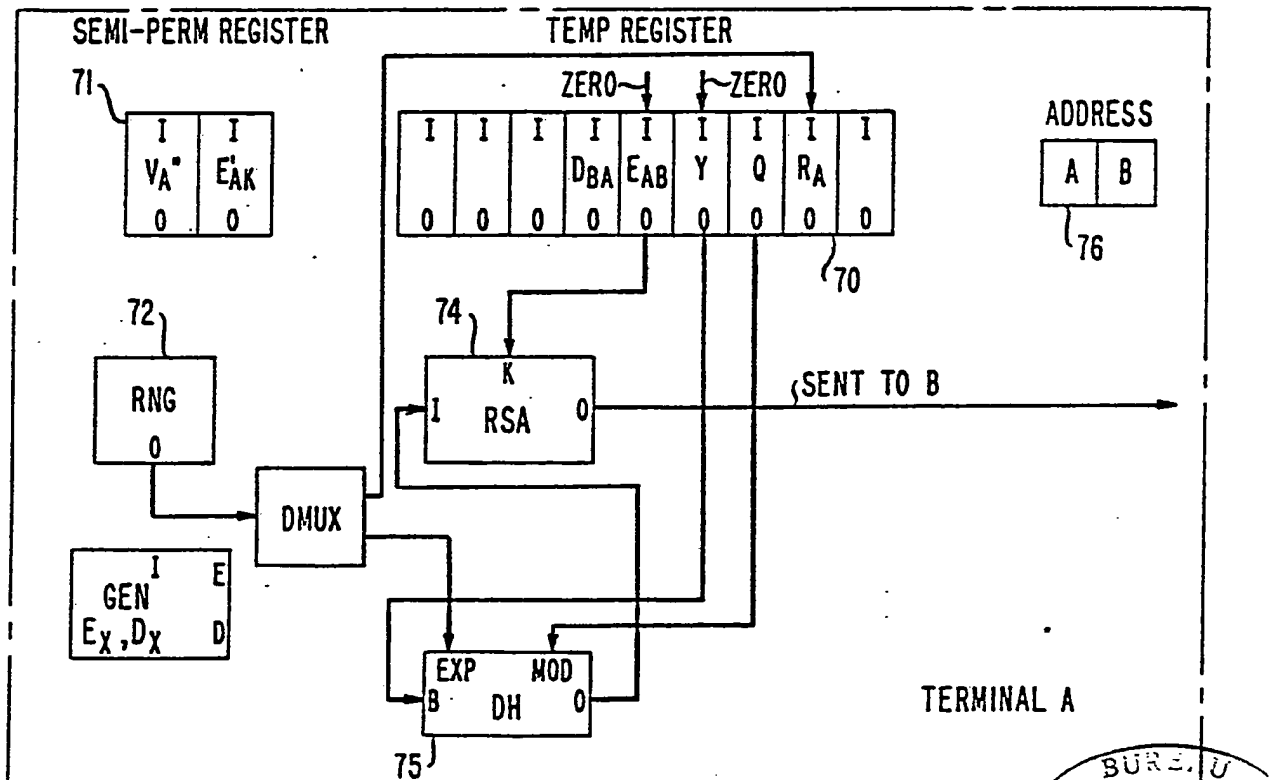 SEMI-PERM REGISTER
TEMP REGISTER
71
ZERO
ZERO
ADDRESS
I I
V_A" E'_AK
0 0
I I I I I I I I I
D_BA E_AB Y Q R_A
0 0 0 0 0 0 0 0 0
A B
76
70
72
74
RNG
0
K
I RSA 0
SENT TO B
DMUX
I E
GEN
E_X, D_X D
EXP MOD
B DH 0
75
TERMINAL A
BUREAU